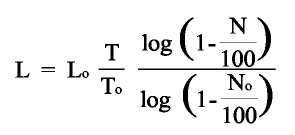 L = L₀ T/T₀ log (1-N/100) / log (1-N₀/100)